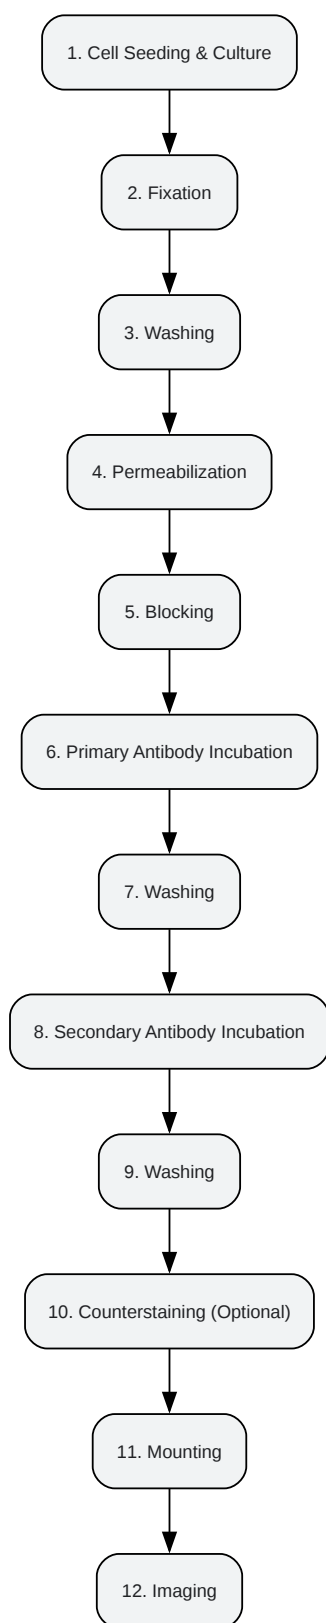 1. Cell Seeding & Culture
2. Fixation
3. Washing
4. Permeabilization
5. Blocking
6. Primary Antibody Incubation
7. Washing
8. Secondary Antibody Incubation
9. Washing
10. Counterstaining (Optional)
11. Mounting
12. Imaging